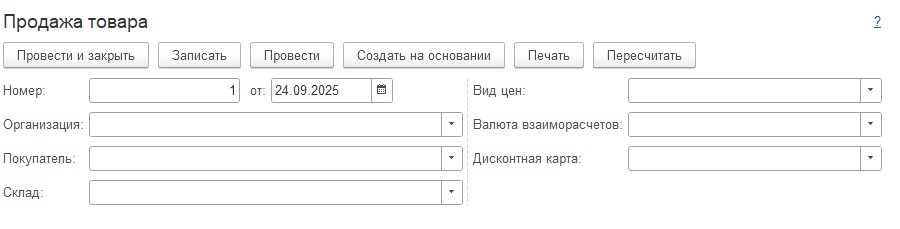 Продажа товара ?
Провести и закрыть Записать Провести Создать на основании Печать Пересчитать
Номер: 1 от: 24.09.2025 Вид цен:
Организация: Валюта взаиморасчетов:
Покупатель: Дисконтная карта:
Склад: